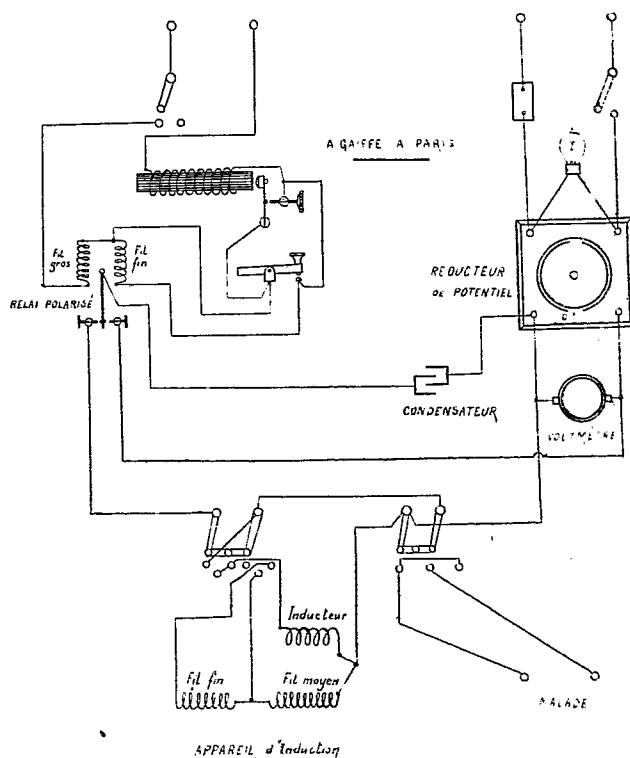 A GAIFFE A PARIS
Fil gros
Fil fin
RELAI POLARISÉ
REDUCTEUR
DE POTENTIEL
CONDENSATEUR
VOLTMÈTRE
Inducteur
Fil fin
Fil moyen
MALADE
APPAREIL d'Induction